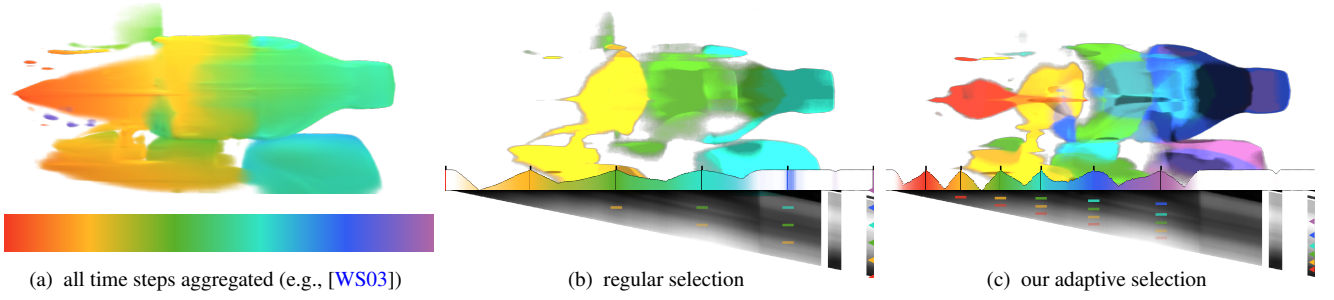 (a) all time steps aggregated (e.g., [WS03])
(b) regular selection
(c) our adaptive selection